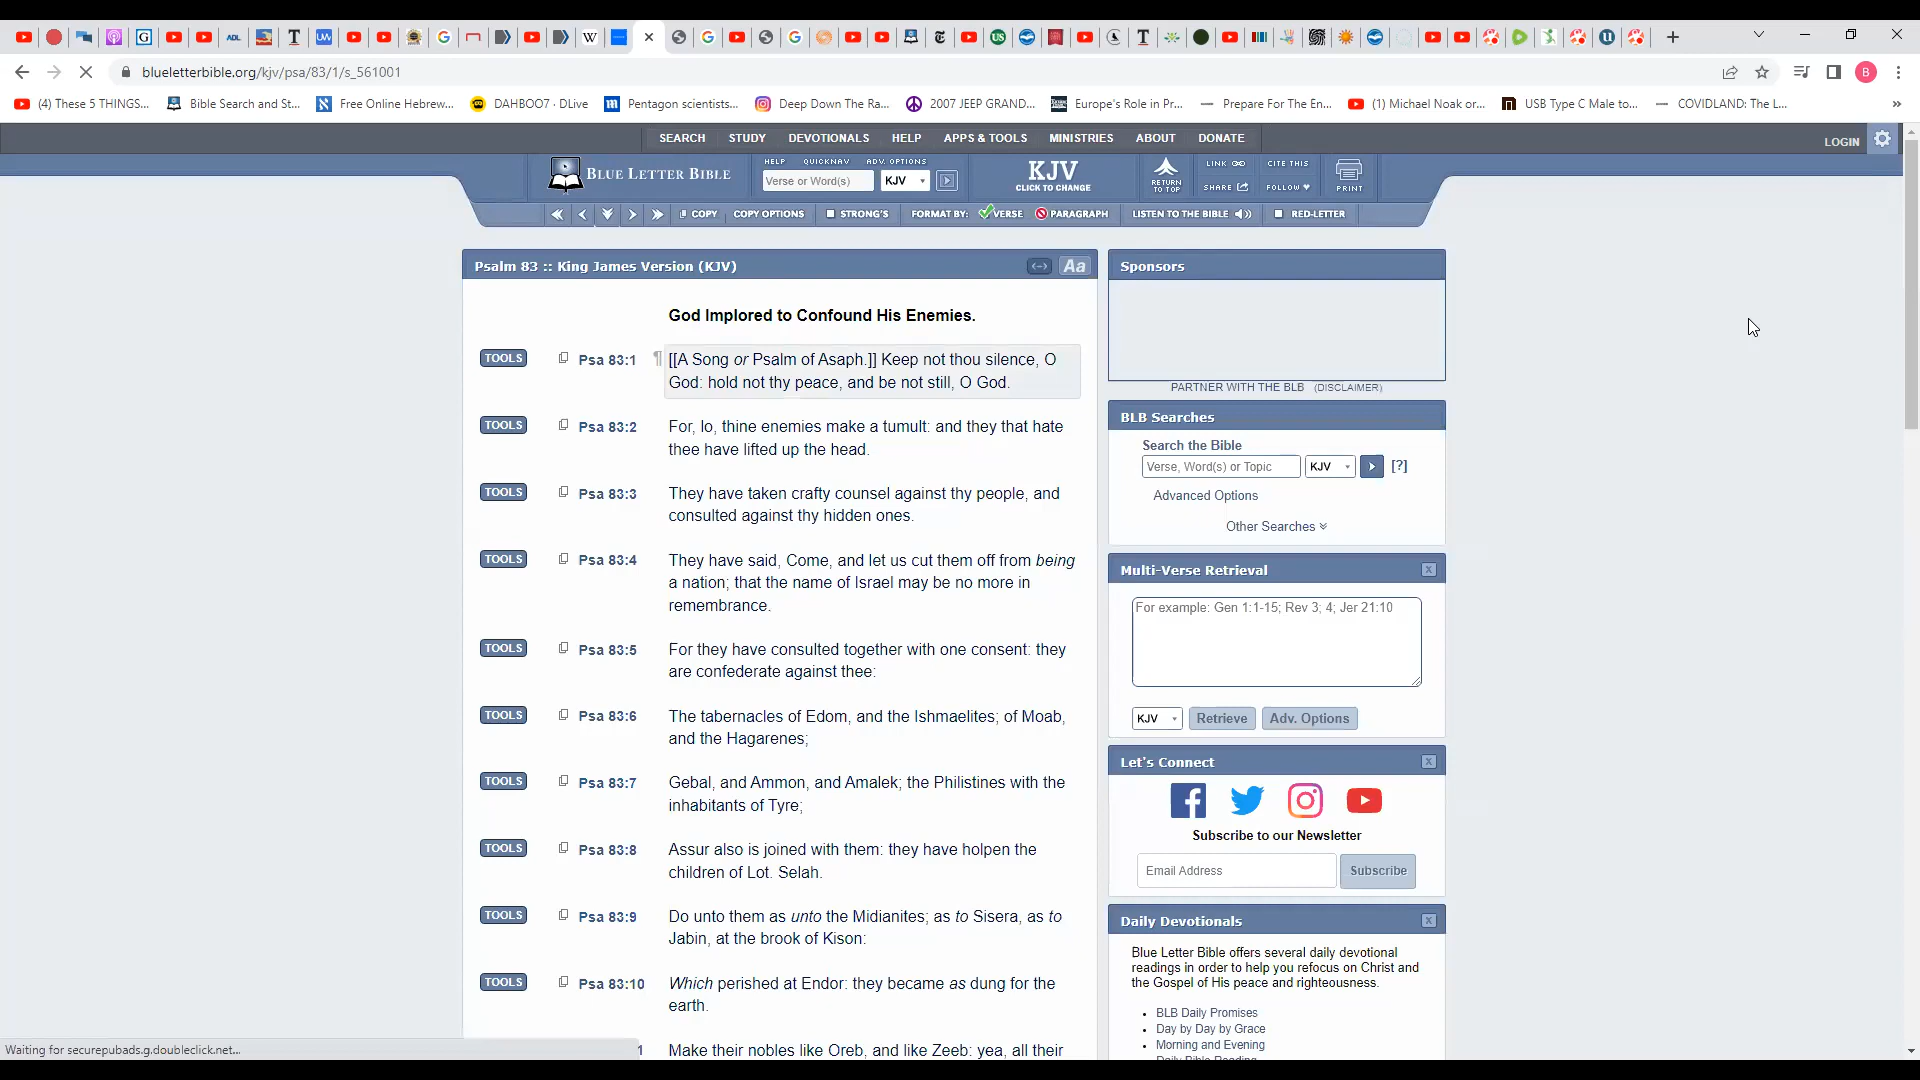 blueletterbible.org/kjv/psa/83/1/s_561001
B
(4) These 5 THINGS...
Bible Search and St...
Free Online Hebrew...
DAHBOO7 · DLive
Pentagon scientists...
Deep Down The Ra...
2007 JEEP GRAND...
Europe's Role in Pr...
Prepare For The En...
(1) Michael Noak or...
USB Type C Male to...
COVIDLAND: The L...
SEARCH
STUDY
DEVOTIONALS
HELP
APPS & TOOLS
MINISTRIES
ABOUT
DONATE
LOGIN
BLUE LETTER BIBLE
HELP
QUICKNAV
ADV. OPTIONS
Verse or Word(s)
KJV
KJV
CLICK TO CHANGE
RETURN
TO TOP
LINK
CITE THIS
SHARE
FOLLOW
PRINT
COPY
COPY OPTIONS
STRONG'S
FORMAT BY:
VERSE
PARAGRAPH
LISTEN TO THE BIBLE
RED-LETTER
Psalm 83 :: King James Version (KJV)
Aa
God Implored to Confound His Enemies.
TOOLS
Psa 83:1
¶
[[A Song or Psalm of Asaph.]] Keep not thou silence, O
God: hold not thy peace, and be not still, O God.
TOOLS
Psa 83:2
For, lo, thine enemies make a tumult: and they that hate
thee have lifted up the head.
TOOLS
Psa 83:3
They have taken crafty counsel against thy people, and
consulted against thy hidden ones.
TOOLS
Psa 83:4
They have said, Come, and let us cut them off from being
a nation; that the name of Israel may be no more in
remembrance.
TOOLS
Psa 83:5
For they have consulted together with one consent: they
are confederate against thee:
TOOLS
Psa 83:6
The tabernacles of Edom, and the Ishmaelites; of Moab,
and the Hagarenes;
TOOLS
Psa 83:7
Gebal, and Ammon, and Amalek; the Philistines with the
inhabitants of Tyre;
TOOLS
Psa 83:8
Assur also is joined with them: they have holpen the
children of Lot. Selah.
TOOLS
Psa 83:9
Do unto them as unto the Midianites; as to Sisera, as to
Jabin, at the brook of Kison:
TOOLS
Psa 83:10
Which perished at Endor: they became as dung for the
earth.
1
Make their nobles like Oreb, and like Zeeb: yea, all their
Waiting for securepubads.g.doubleclick.net...
Sponsors
PARTNER WITH THE BLB (DISCLAIMER)
BLB Searches
Search the Bible
Verse, Word(s) or Topic
KJV
[?]
Advanced Options
Other Searches
Multi-Verse Retrieval
x
For example: Gen 1:1-15; Rev 3; 4; Jer 21:10
KJV
Retrieve
Adv. Options
Let's Connect
x
Subscribe to our Newsletter
Email Address
Subscribe
Daily Devotionals
x
Blue Letter Bible offers several daily devotional
readings in order to help you refocus on Christ and
the Gospel of His peace and righteousness.
BLB Daily Promises
Day by Day by Grace
Morning and Evening
Daily Bible Reading